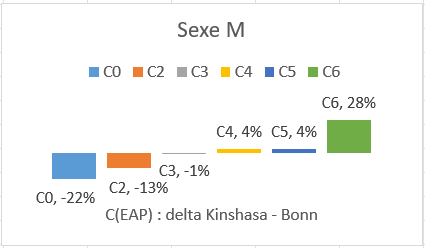 Sexe M
C0 C2 C3 C4 C5 C6
C6, 28%
C4, 4% C5, 4%
C3, -1%
C2, -13%
C0, -22%
C(EAP) : delta Kinshasa - Bonn